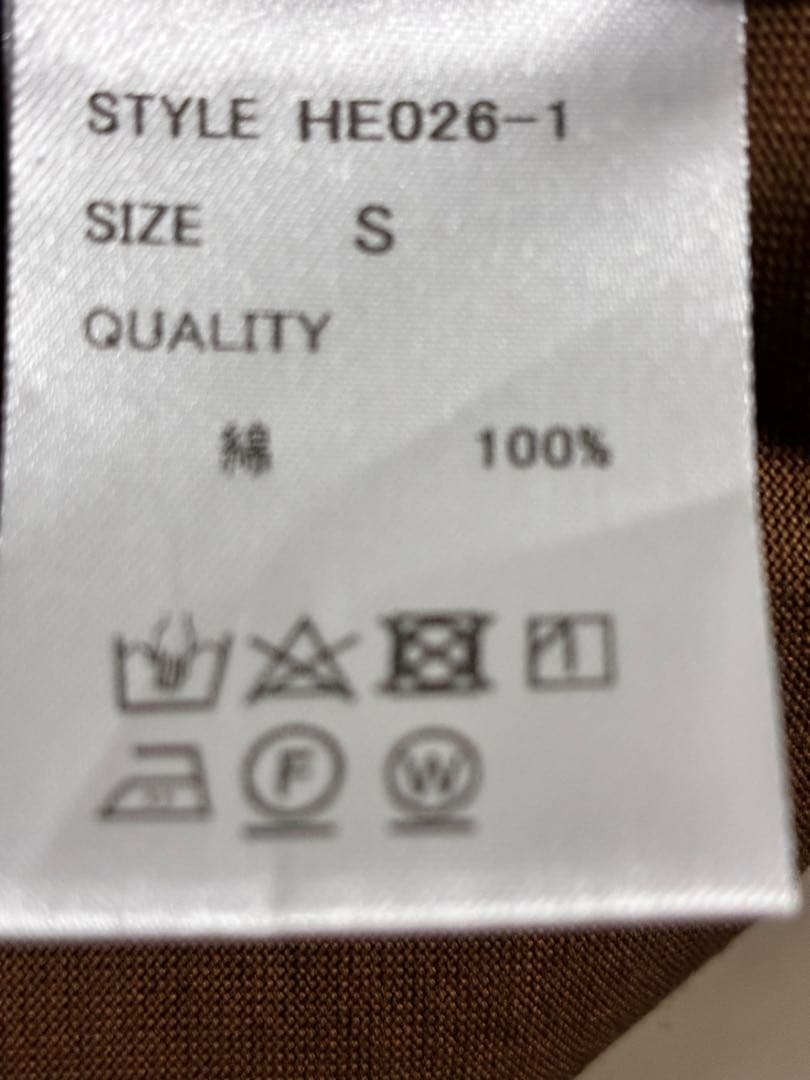 STYLE HE026-1
SIZE S
QUALITY
綿 100%
F W